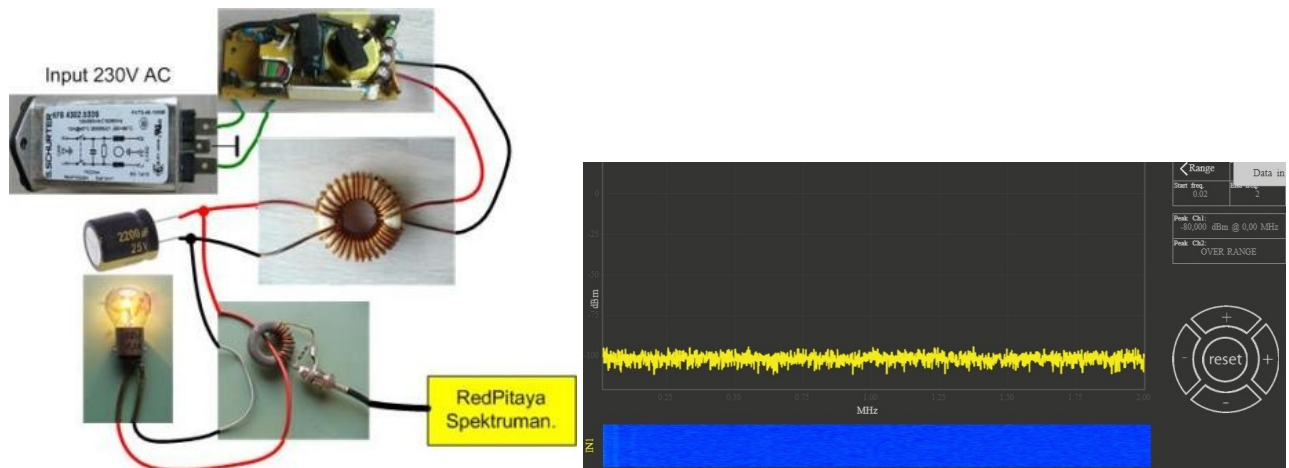 Input 230V AC
SCHURTER
2200µF
25V
RedPitaya
Spektruman.
Range
Data in
Start freq.
0.02
2
Peak Ch1:
-80,000 dBm @ 0,00 MHz
Peak Ch2:
OVER RANGE
0
-25
-50
-75
-100
dBm
0.25
0.50
0.75
1.00
1.25
1.50
1.75
2.00
MHz
+
-
reset
+
-
IN1